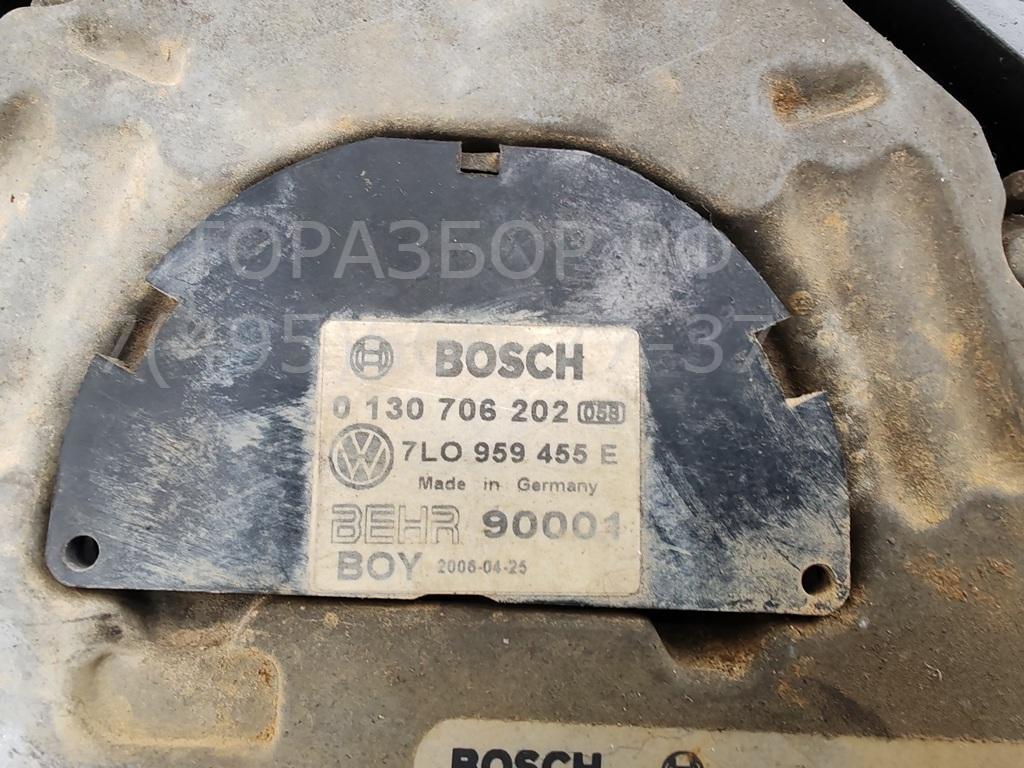 BOSCH
0 130 706 202 058
7LO 959 455 E
Made in Germany
BEHR 90001
BOY 2006-04-25
BOSCH